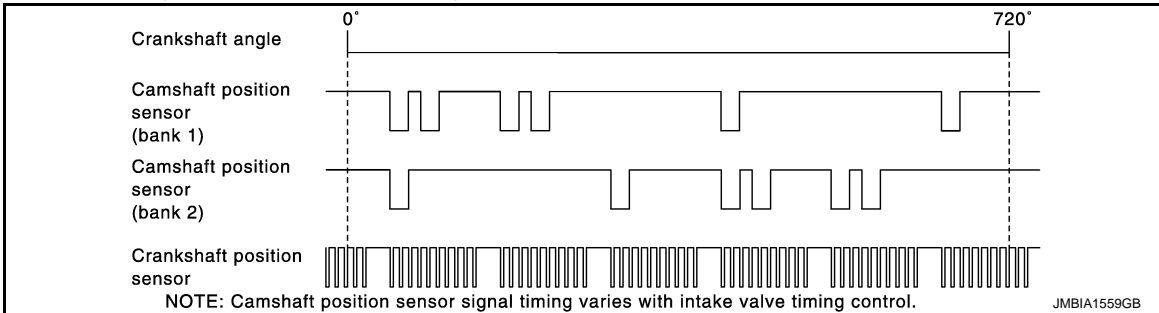 0˚ 720˚
Crankshaft angle
Camshaft position
sensor
(bank 1)
Camshaft position
sensor
(bank 2)
Crankshaft position
sensor
NOTE: Camshaft position sensor signal timing varies with intake valve timing control.
JMBIA1559GB